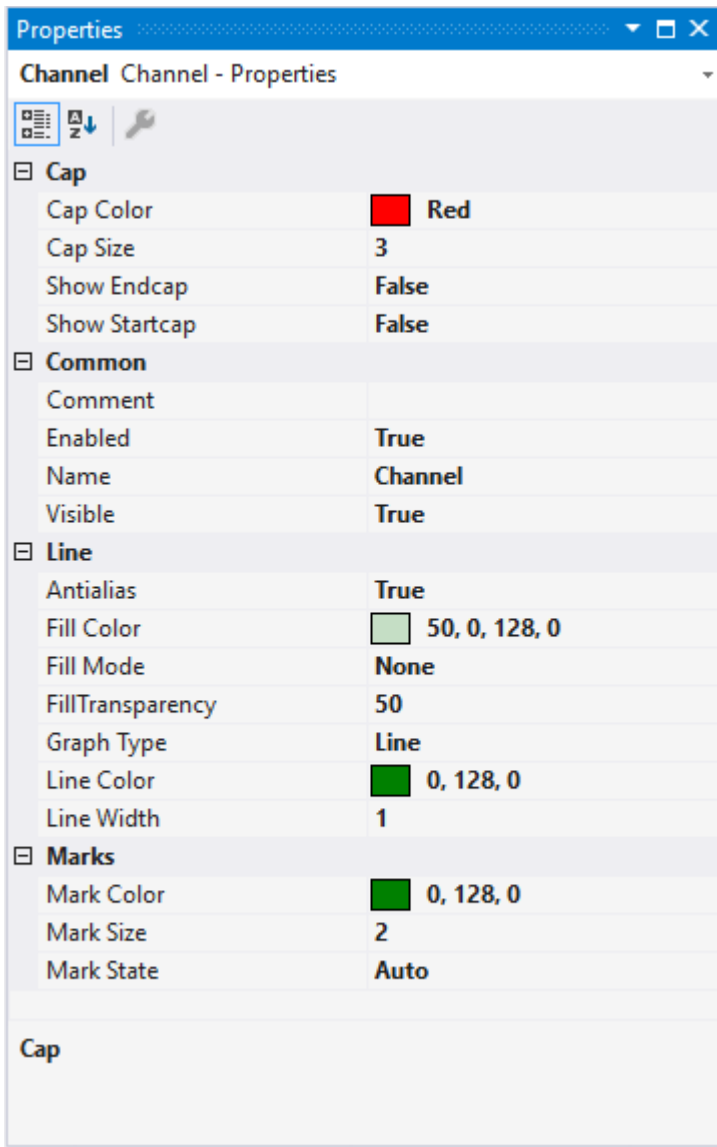 Properties
Channel Channel - Properties
Cap
Cap Color Red
Cap Size 3
Show Endcap False
Show Startcap False
Common
Comment
Enabled True
Name Channel
Visible True
Line
Antialias True
Fill Color 50, 0, 128, 0
Fill Mode None
FillTransparency 50
Graph Type Line
Line Color 0, 128, 0
Line Width 1
Marks
Mark Color 0, 128, 0
Mark Size 2
Mark State Auto
Cap